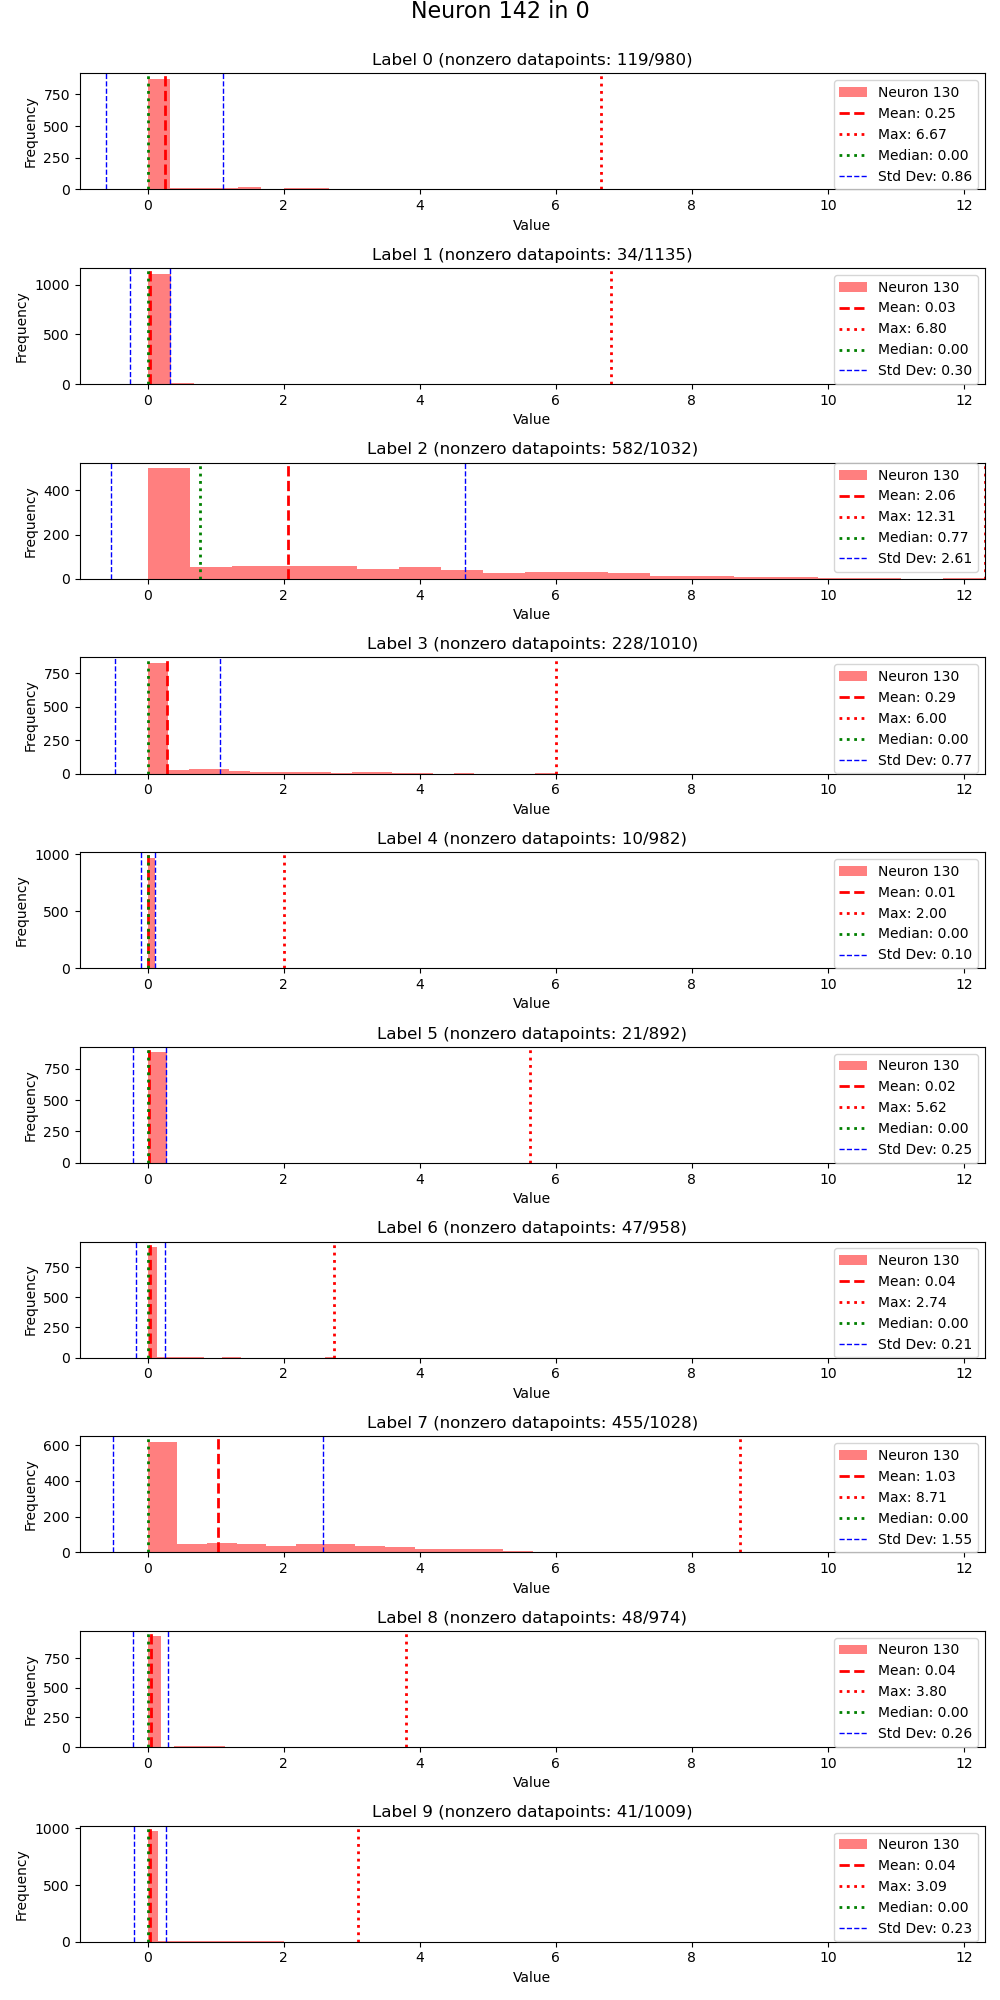 Neuron 142 in 0
Label 0 (nonzero datapoints: 119/980)
Frequency
750
500
250
0
Neuron 130
Mean: 0.25
Max: 6.67
Median: 0.00
Std Dev: 0.86
0 2 4 6 8 10 12
Value
Label 1 (nonzero datapoints: 34/1135)
Frequency
1000
500
0
Neuron 130
Mean: 0.03
Max: 6.80
Median: 0.00
Std Dev: 0.30
0 2 4 6 8 10 12
Value
Label 2 (nonzero datapoints: 582/1032)
Frequency
400
200
0
Neuron 130
Mean: 2.06
Max: 12.31
Median: 0.77
Std Dev: 2.61
0 2 4 6 8 10 12
Value
Label 3 (nonzero datapoints: 228/1010)
Frequency
750
500
250
0
Neuron 130
Mean: 0.29
Max: 6.00
Median: 0.00
Std Dev: 0.77
0 2 4 6 8 10 12
Value
Label 4 (nonzero datapoints: 10/982)
Frequency
1000
500
0
Neuron 130
Mean: 0.01
Max: 2.00
Median: 0.00
Std Dev: 0.10
0 2 4 6 8 10 12
Value
Label 5 (nonzero datapoints: 21/892)
Frequency
750
500
250
0
Neuron 130
Mean: 0.02
Max: 5.62
Median: 0.00
Std Dev: 0.25
0 2 4 6 8 10 12
Value
Label 6 (nonzero datapoints: 47/958)
Frequency
750
500
250
0
Neuron 130
Mean: 0.04
Max: 2.74
Median: 0.00
Std Dev: 0.21
0 2 4 6 8 10 12
Value
Label 7 (nonzero datapoints: 455/1028)
Frequency
600
400
200
0
Neuron 130
Mean: 1.03
Max: 8.71
Median: 0.00
Std Dev: 1.55
0 2 4 6 8 10 12
Value
Label 8 (nonzero datapoints: 48/974)
Frequency
750
500
250
0
Neuron 130
Mean: 0.04
Max: 3.80
Median: 0.00
Std Dev: 0.26
0 2 4 6 8 10 12
Value
Label 9 (nonzero datapoints: 41/1009)
Frequency
1000
500
0
Neuron 130
Mean: 0.04
Max: 3.09
Median: 0.00
Std Dev: 0.23
0 2 4 6 8 10 12
Value